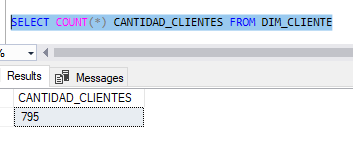 SELECT COUNT(*) CANTIDAD_CLIENTES FROM DIM_CLIENTE
%
Results Messages
CANTIDAD_CLIENTES
795